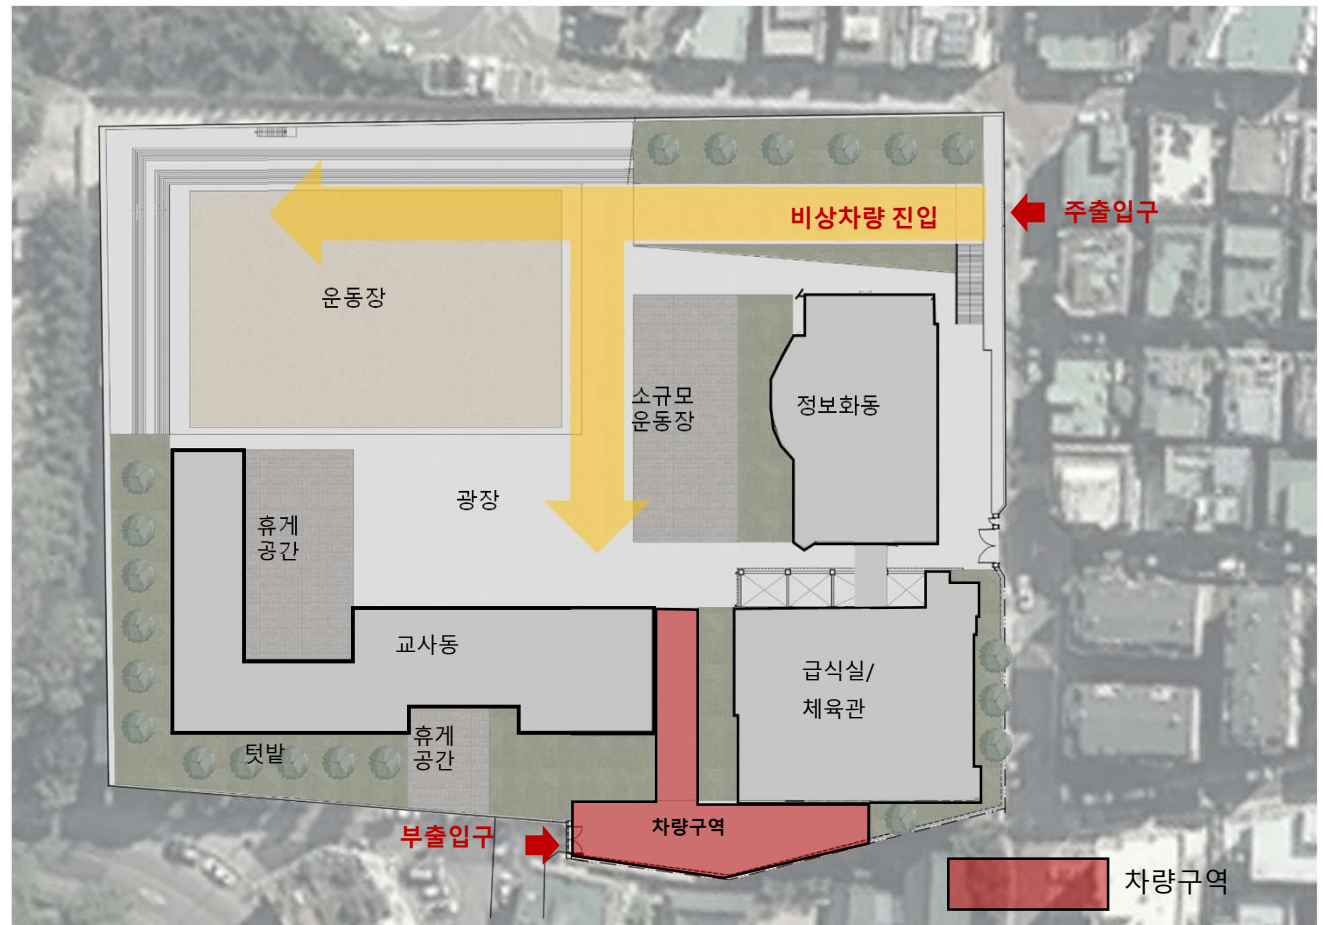 비상차량 진입
주출입구
운동장
소규모
운동장
정보화동
광장
휴게
공간
교사동
급식실/
체육관
텃밭
휴게
공간
부출입구
차량구역
차량구역